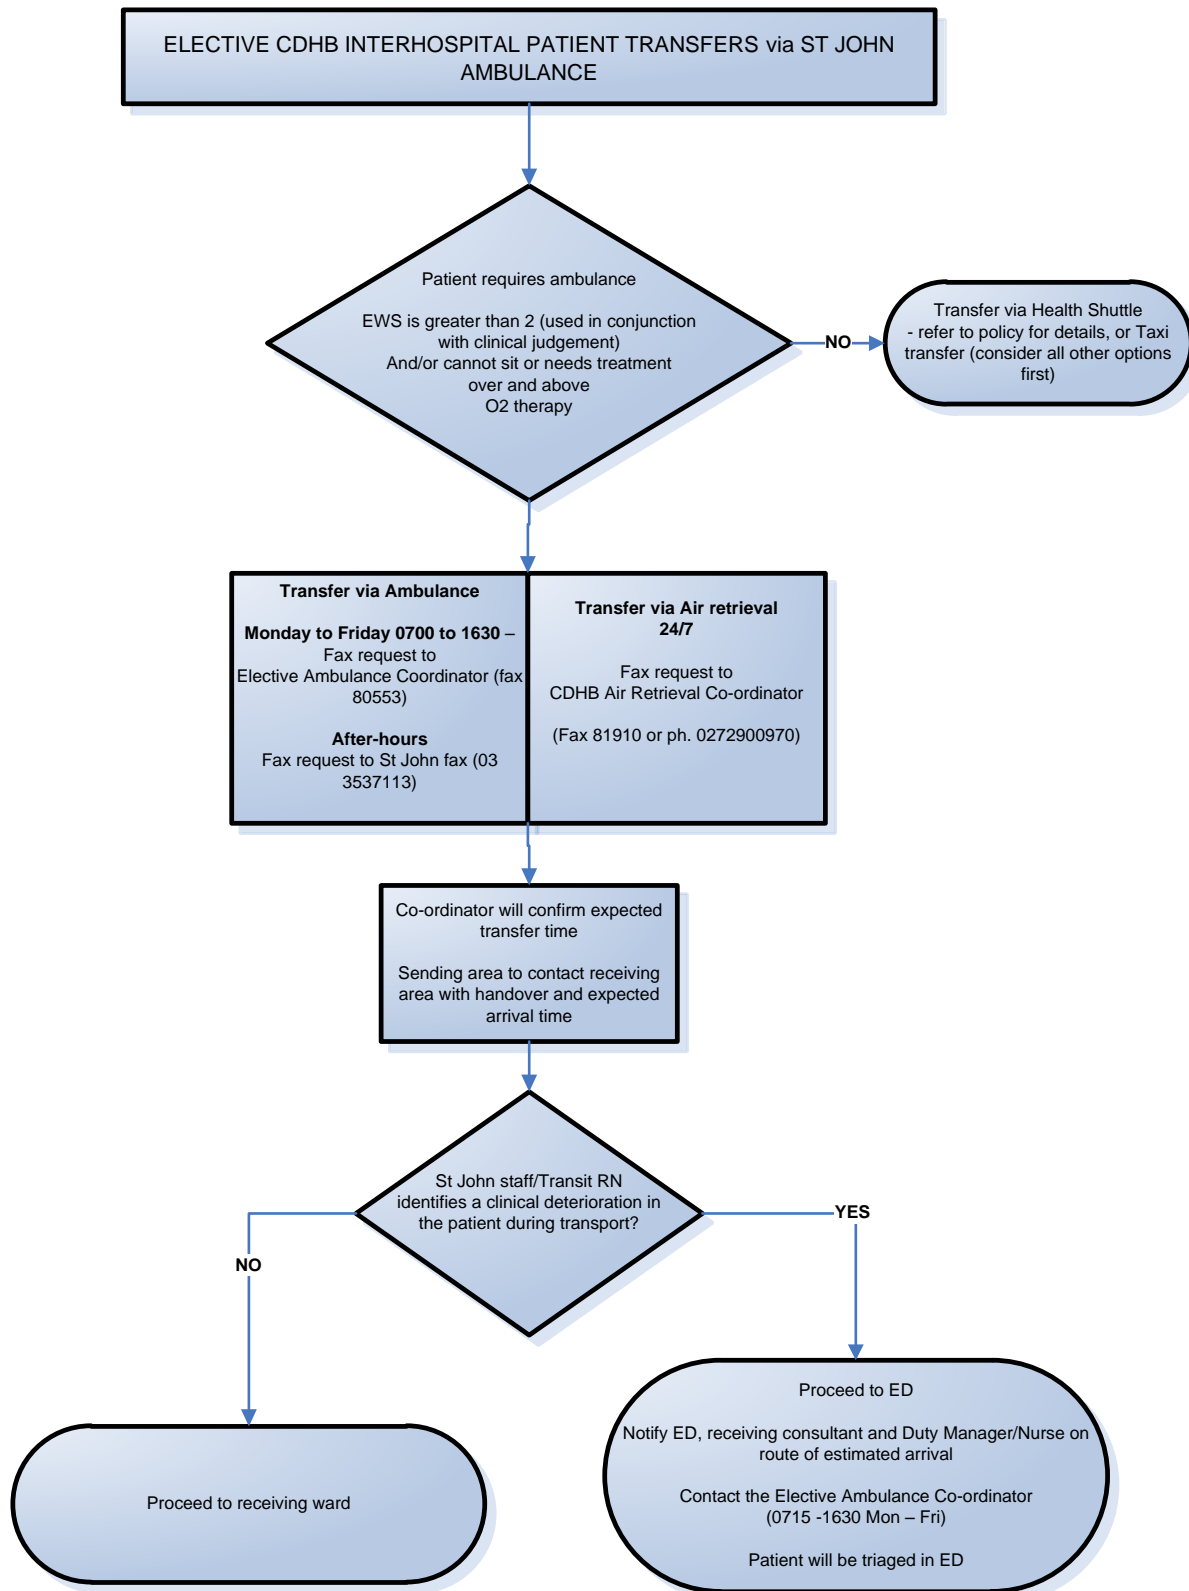 ELECTIVE CDHB INTERHOSPITAL PATIENT TRANSFERS via ST JOHN
AMBULANCE
Patient requires ambulance
EWS is greater than 2 (used in conjunction
with clinical judgement)
And/or cannot sit or needs treatment
over and above
O2 therapy
NO
Transfer via Health Shuttle
- refer to policy for details, or Taxi
transfer (consider all other options
first)
Transfer via Ambulance
Monday to Friday 0700 to 1630 –
Fax request to
Elective Ambulance Coordinator (fax
80553)
After-hours
Fax request to St John fax (03
3537113)
Transfer via Air retrieval
24/7
Fax request to
CDHB Air Retrieval Co-ordinator
(Fax 81910 or ph. 0272900970)
Co-ordinator will confirm expected
transfer time
Sending area to contact receiving
area with handover and expected
arrival time
St John staff/Transit RN
identifies a clinical deterioration in
the patient during transport?
NO
YES
Proceed to receiving ward
Proceed to ED
Notify ED, receiving consultant and Duty Manager/Nurse on
route of estimated arrival
Contact the Elective Ambulance Co-ordinator
(0715 -1630 Mon – Fri)
Patient will be triaged in ED